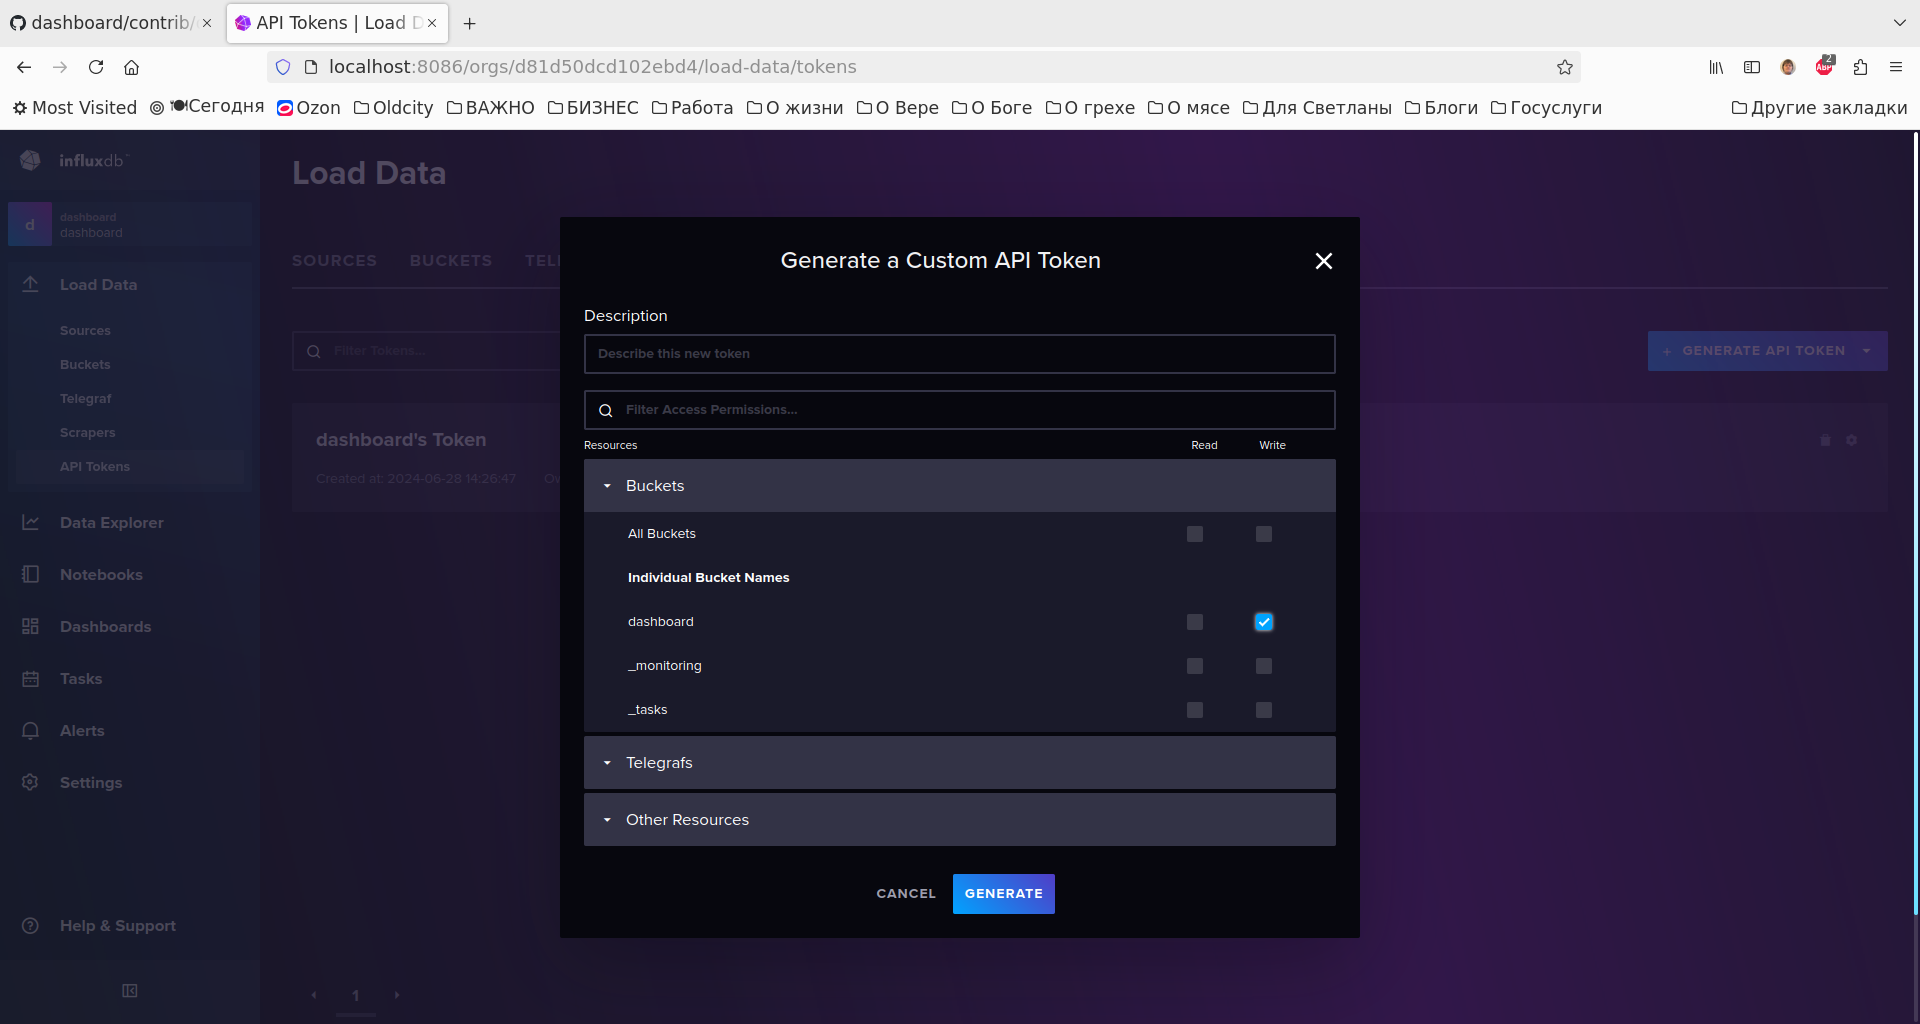 dashboard/contrib/
API Tokens | Load D
localhost:8086/orgs/d81d50dcd102ebd4/load-data/tokens
2
ABP
Most Visited
Сегодня
Ozon
Oldcity
ВАЖНО
БИЗНЕС
Работа
О жизни
О Вере
О Боге
О грехе
О мясе
Для Светланы
Блоги
Госуслуги
Другие закладки
influxdb™
d
dashboard
dashboard
Load Data
Sources
Buckets
Telegraf
Scrapers
API Tokens
Data Explorer
Notebooks
Dashboards
Tasks
Alerts
Settings
Help & Support
Load Data
SOURCES
BUCKETS
TEL
Filter Tokens...
GENERATE API TOKEN
dashboard's Token
Created at: 2024-06-28 14:26:47
Ow
1
Generate a Custom API Token
Description
Describe this new token
Filter Access Permissions...
Resources
Read
Write
Buckets
All Buckets
Individual Bucket Names
dashboard
_monitoring
_tasks
Telegrafs
Other Resources
CANCEL
GENERATE